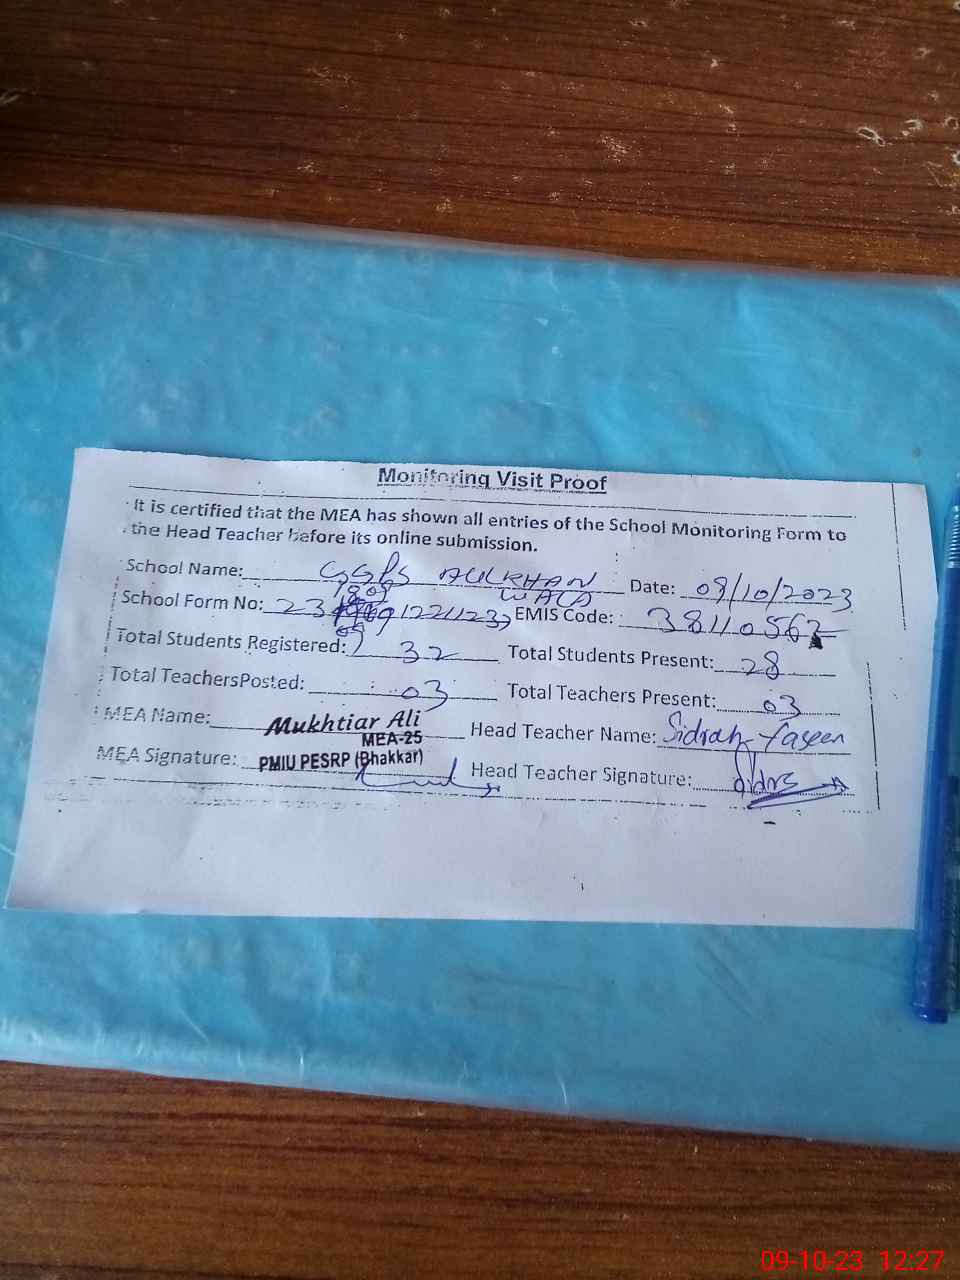 Monitoring Visit Proof
It is certified that the MEA has shown all entries of the School Monitoring Form to
the Head Teacher before its online submission.
School Name: GGPS AULKHAN WALA Date: 09/10/2023
School Form No: 23 EMIS Code: 3811056
Total Students Registered: 32 Total Students Present: 28
Total TeachersPosted: 03 Total Teachers Present: 03
MEA Name: Mukhtiar Ali Head Teacher Name: Sidrah Yaseen
MEA-25
MEA Signature: PMIU PESRP (Bhakkar) Head Teacher Signature:
09-10-23 12:27